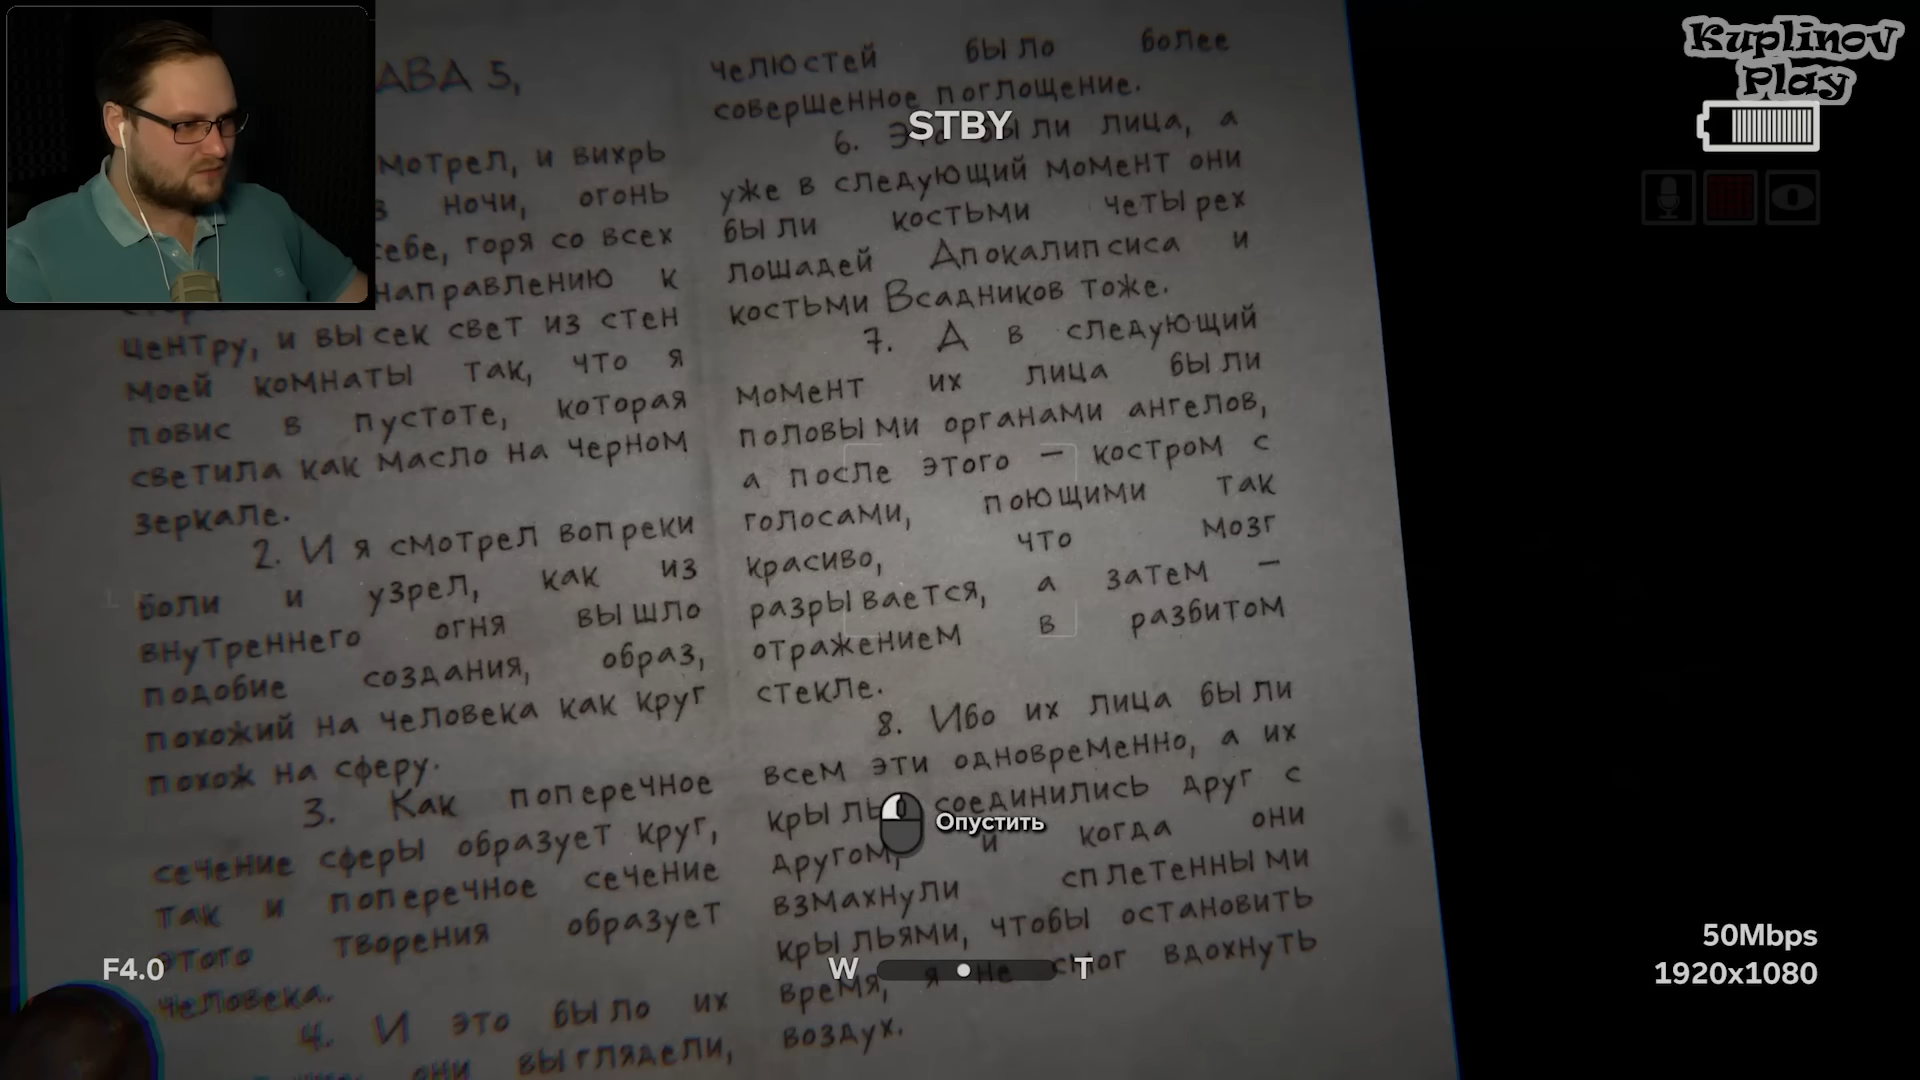 АВА 5,
мотрел, и вихрь
ночи, огонь
себе, горя со всех
направлению к
центру, и высек свет из стен
моей комнаты так, что я
повис в пустоте, которая
светила как масло на черном
зеркале.
2. И я смотрел вопреки
боли и узрел, как из
внутреннего огня вышло
подобие создания, образ,
похожий на человека как круг
похож на сферу.
3. Как поперечное
сечение сферы образует круг,
так и поперечное сечение
этого творения образует
человека.
4. И это было их
они выглядели,
челюстей было более
совершенное поглощение.
6. Это были лица, а
уже в следующий момент они
были костьми четырех
лошадей Апокалипсиса и
костьми Всадников тоже.
7. А в следующий
момент их лица были
половыми органами ангелов,
а после этого – костром с
голосами, поющими так
красиво, что мозг
разрывается, а затем –
отражением в разбитом
стекле.
8. Ибо их лица были
всем эти одновременно, а их
соединились друг с
другом, и когда они
взмахнули сплетенными
крыльями, чтобы остановить
время, я не смог вдохнуть
воздух.
STBY
Опустить
Kuplinov
Play
F4.0
W T
50Mbps
1920x1080